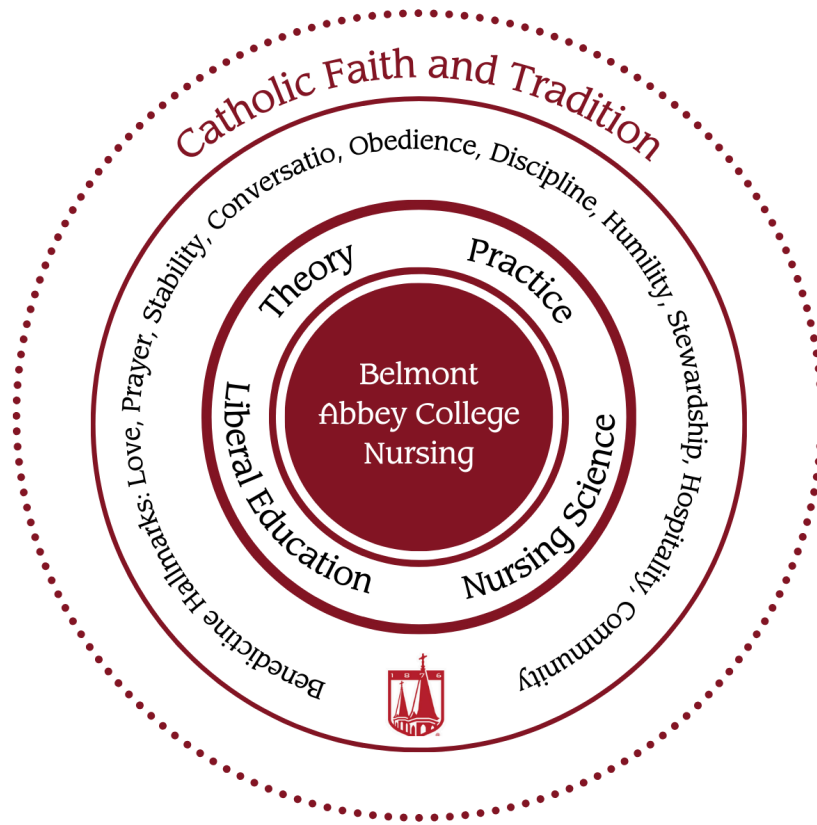 Catholic Faith and Tradition
Benedictine Hallmarks: Love, Prayer, Stability, Conversatio, Obedience, Discipline, Humility, Stewardship, Hospitality, Community
Theory
Practice
Liberal Education
Nursing Science
Belmont
Abbey College
Nursing
1876